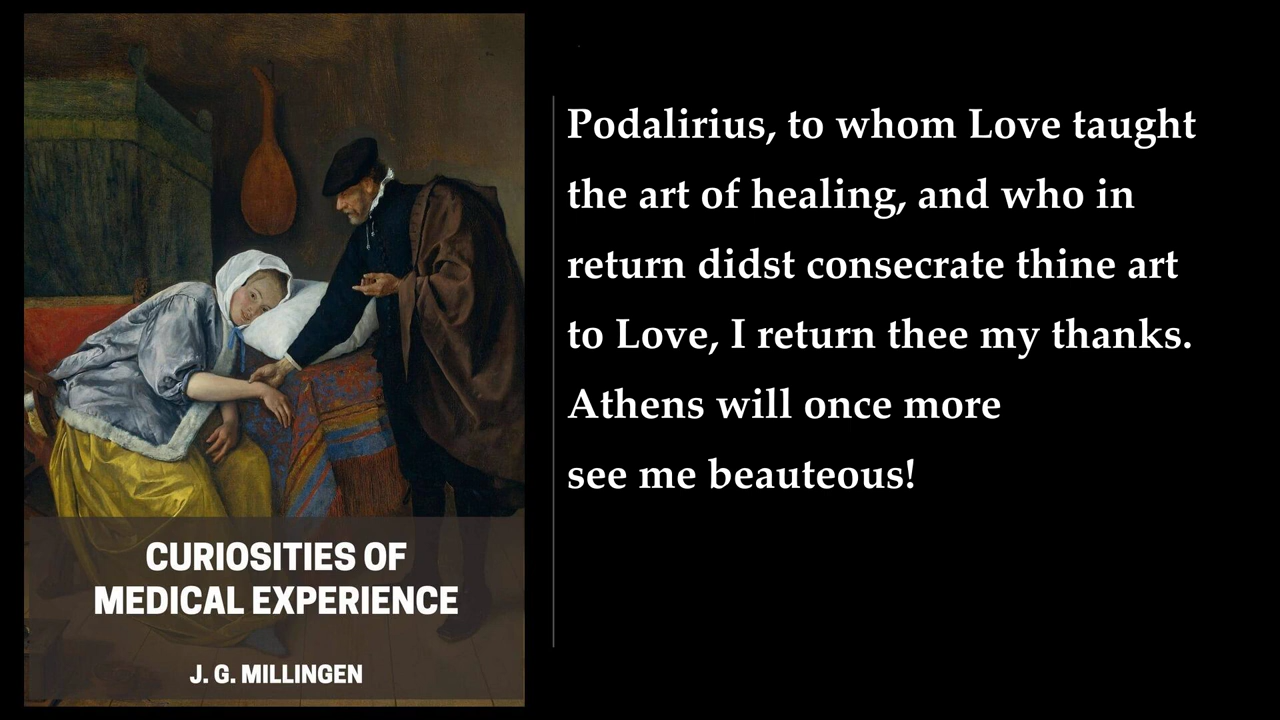 CURIOSITIES OF
MEDICAL EXPERIENCE
J. G. MILLINGEN
Podalirius, to whom Love taught
the art of healing, and who in
return didst consecrate thine art
to Love, I return thee my thanks.
Athens will once more
see me beauteous!